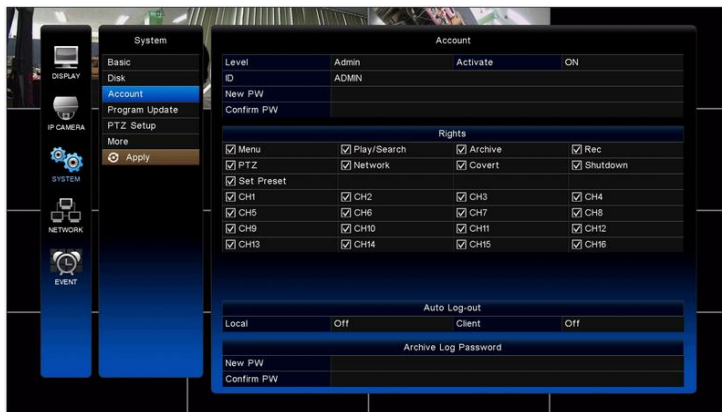 DISPLAY
IP CAMERA
SYSTEM
NETWORK
EVENT
System
Basic
Disk
Account
Program Update
PTZ Setup
More
Apply
Account
Level Admin Activate ON
ID ADMIN
New PW
Confirm PW
Rights
Menu Play/Search Archive Rec
PTZ Network Covert Shutdown
Set Preset
CH1 CH2 CH3 CH4
CH5 CH6 CH7 CH8
CH9 CH10 CH11 CH12
CH13 CH14 CH15 CH16
Auto Log-out
Local Off Client Off
Archive Log Password
New PW
Confirm PW